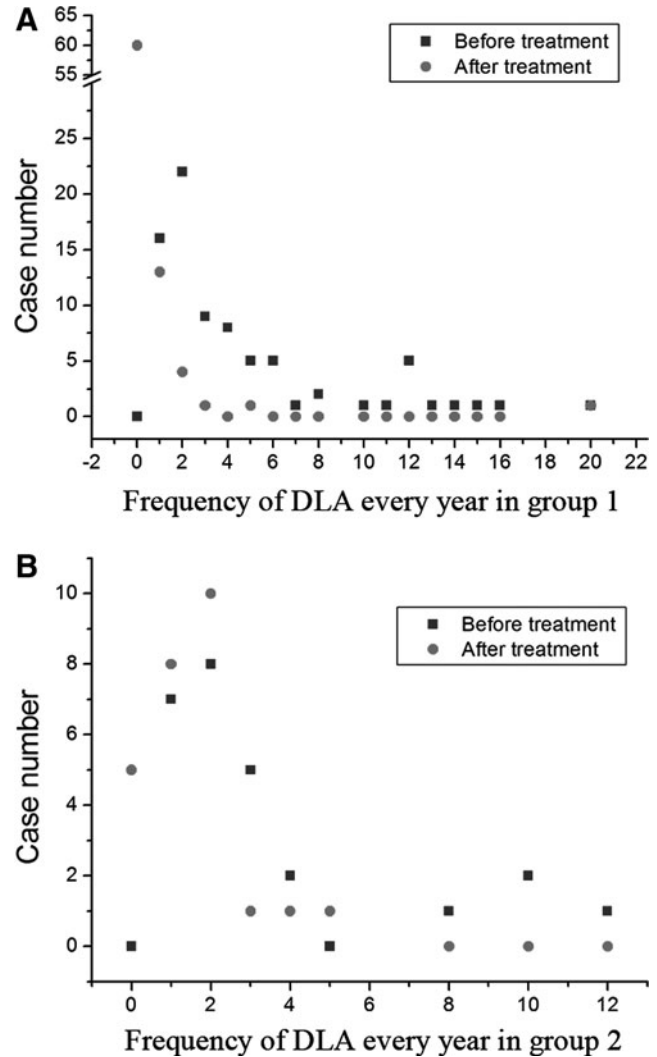 A
65
60
55
25
20
15
10
5
0
Case number
Before treatment
After treatment
-2 0 2 4 6 8 10 12 14 16 18 20 22
Frequency of DLA every year in group 1
B
10
8
6
4
2
0
Case number
Before treatment
After treatment
0 2 4 6 8 10 12
Frequency of DLA every year in group 2